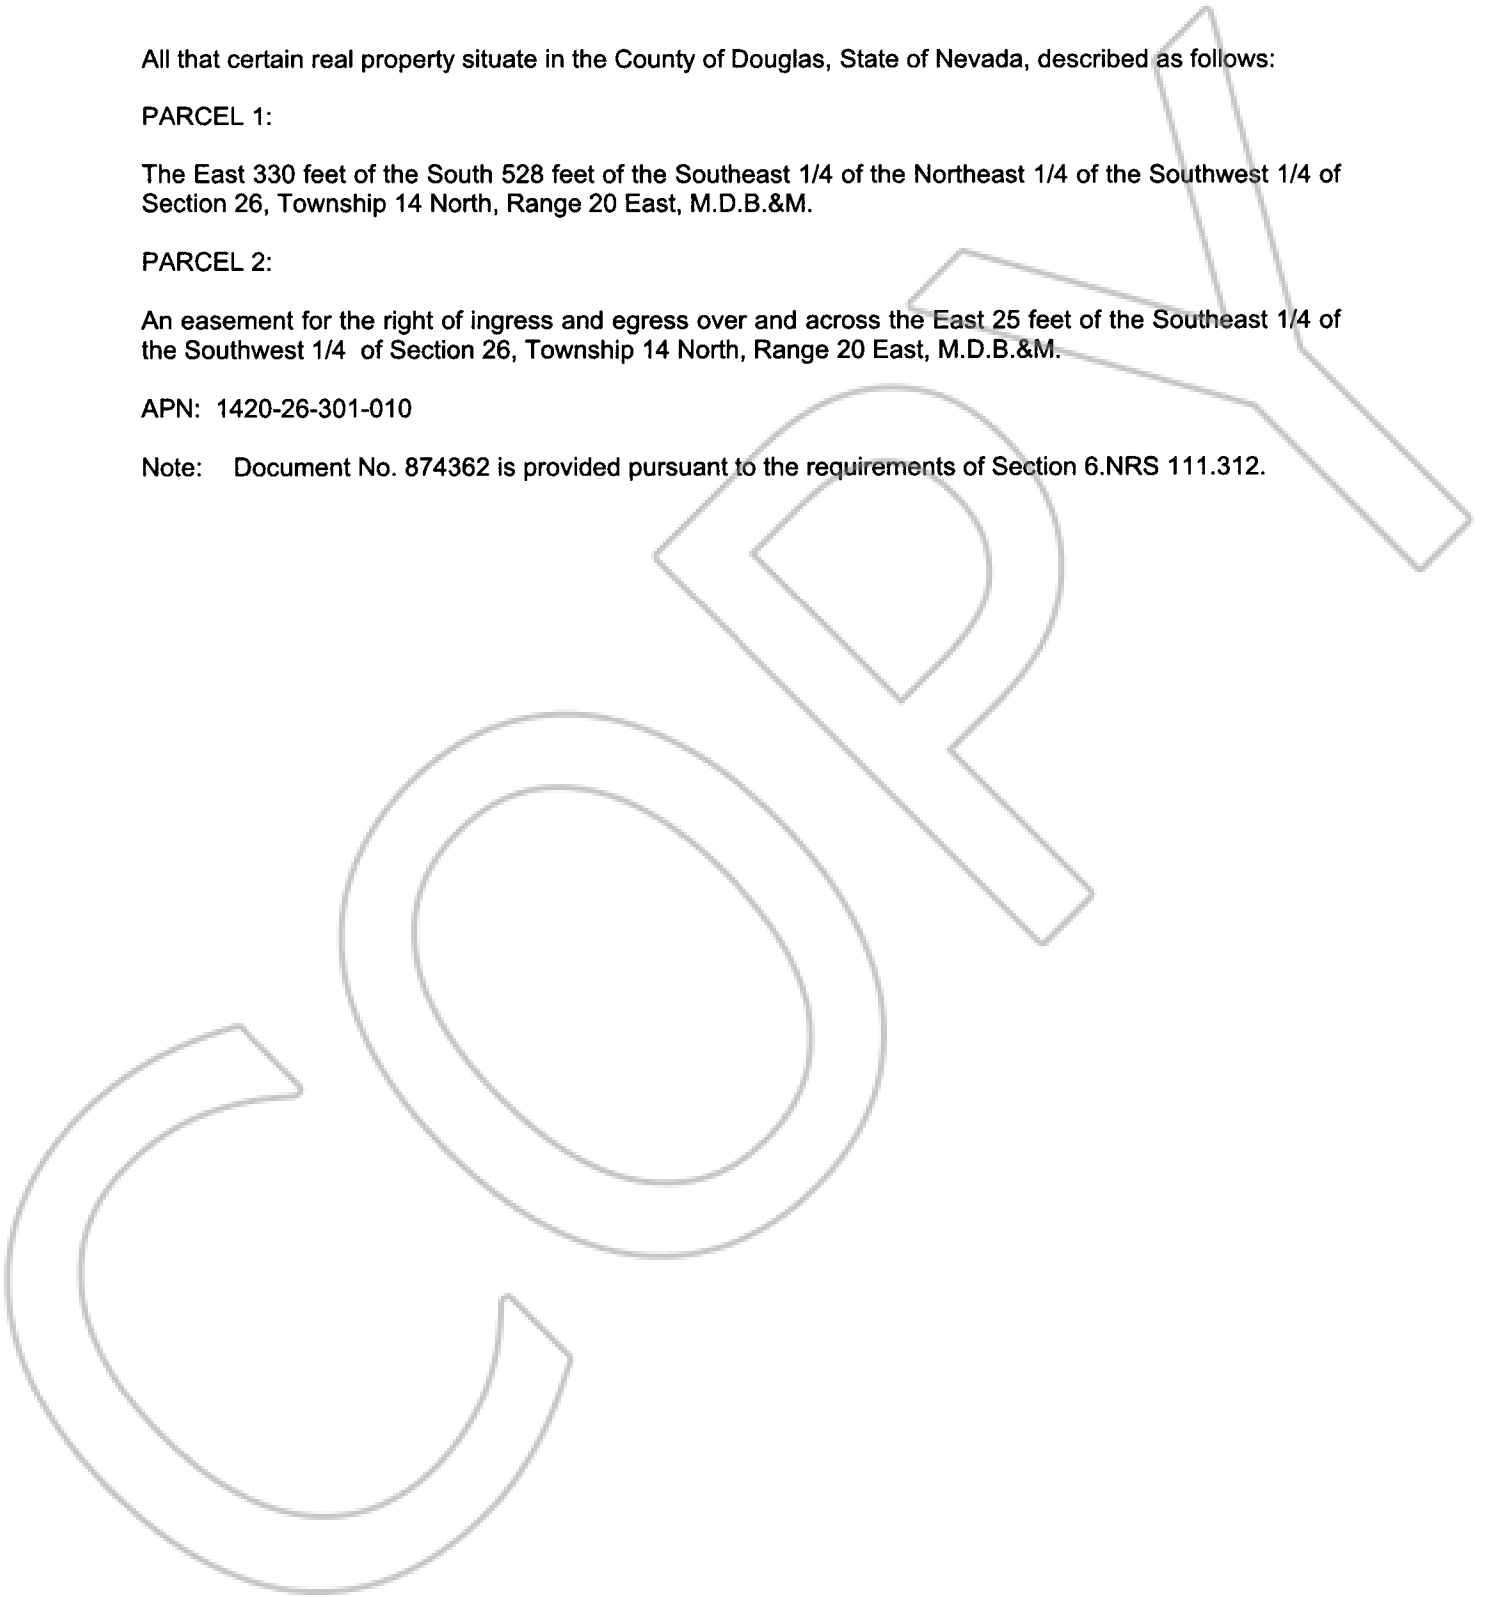 All that certain real property situate in the County of Douglas, State of Nevada, described as follows:
PARCEL 1:
The East 330 feet of the South 528 feet of the Southeast 1/4 of the Northeast 1/4 of the Southwest 1/4 of
Section 26, Township 14 North, Range 20 East, M.D.B.&M.
PARCEL 2:
An easement for the right of ingress and egress over and across the East 25 feet of the Southeast 1/4 of
the Southwest 1/4 of Section 26, Township 14 North, Range 20 East, M.D.B.&M.
APN: 1420-26-301-010
Note: Document No. 874362 is provided pursuant to the requirements of Section 6.NRS 111.312.
COPY